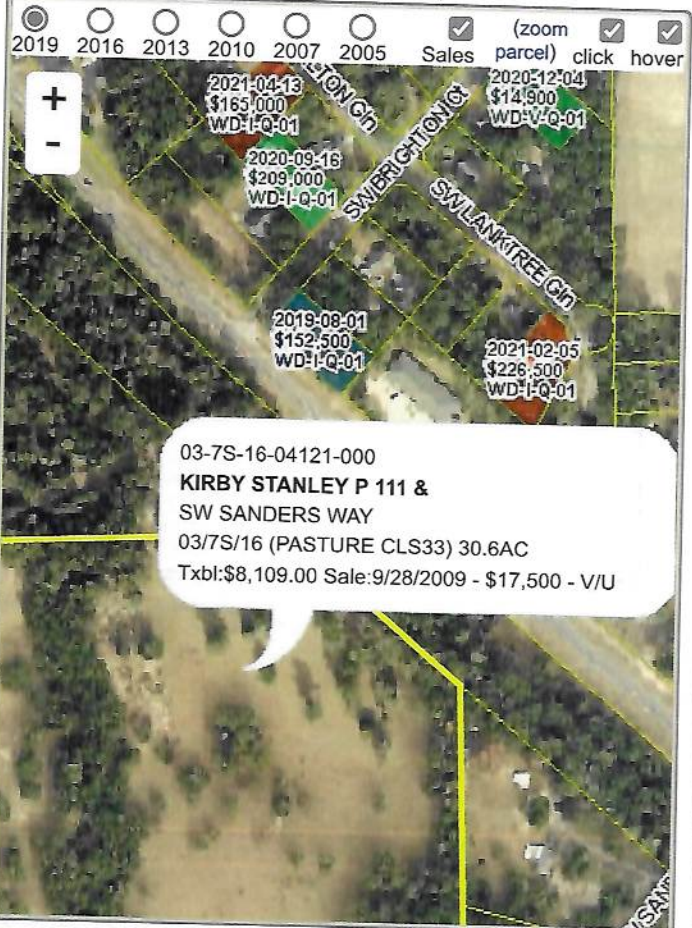 2019 2016 2013 2010 2007 2005 Sales (zoom parcel) click hover
+
-
2021-04-13
$165,000
WD-I-Q-01
2020-12-04
$14,900
WD-V-Q-01
2020-09-16
$209,000
WD-I-Q-01
SW BRIGHTON Ct
SW LANKTREE Gln
2019-08-01
$152,500
WD-I-Q-01
2021-02-05
$226,500
WD-I-Q-01
03-7S-16-04121-000
KIRBY STANLEY P 111 &
SW SANDERS WAY
03/7S/16 (PASTURE CLS33) 30.6AC
Txbl:$8,109.00 Sale:9/28/2009 - $17,500 - V/U